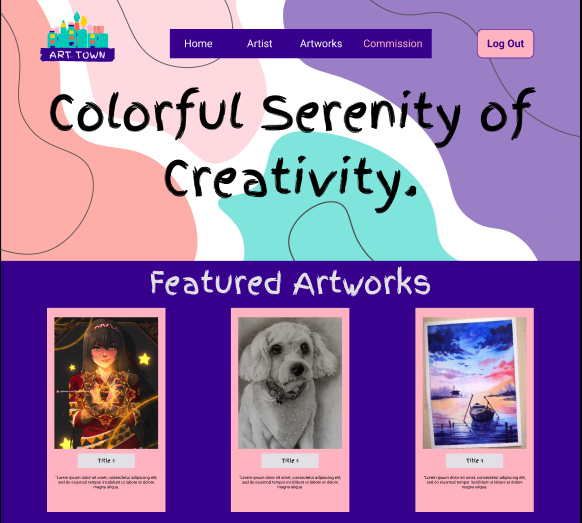 ART TOWN
Home
Artist
Artworks
Commission
Log Out
Colorful Serenity of
Creativity.
Featured Artworks
Title 1
"Lorem ipsum dolor sit amet, consectetur adipiscing elit,
sed do eiusmod tempor incididunt ut labore et dolore
magna aliqua.
Title 1
"Lorem ipsum dolor sit amet, consectetur adipiscing elit,
sed do eiusmod tempor incididunt ut labore et dolore
magna aliqua.
Title 1
"Lorem ipsum dolor sit amet, consectetur adipiscing elit,
sed do eiusmod tempor incididunt ut labore et dolore
magna aliqua.